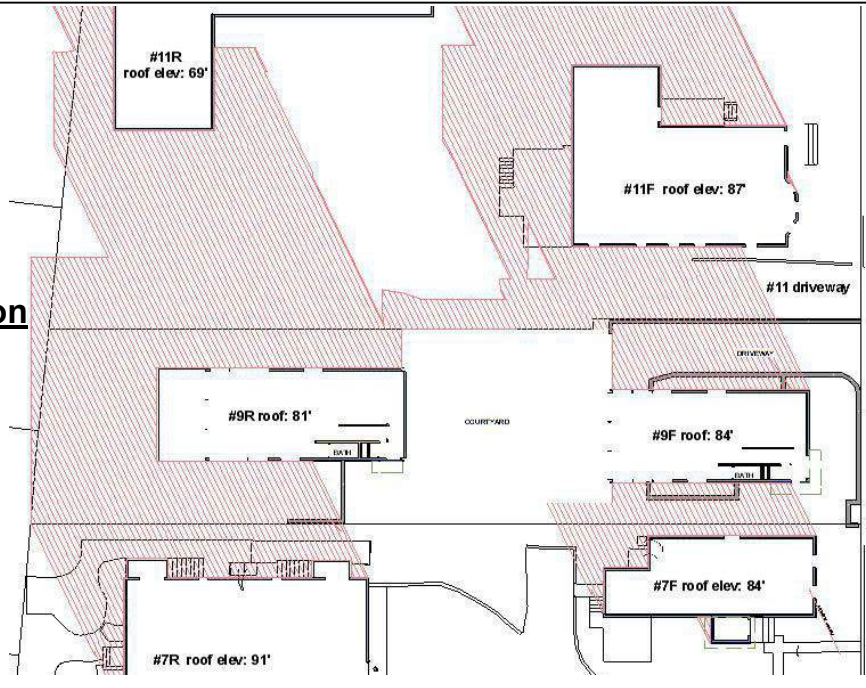 #11R
roof elev: 69'
#11F roof elev: 87'
#11 driveway
on
DRIVEWAY
#9R roof: 81'
COURTYARD
#9F roof: 84'
BATH
BATH
#7F roof elev: 84'
#7R roof elev: 91'